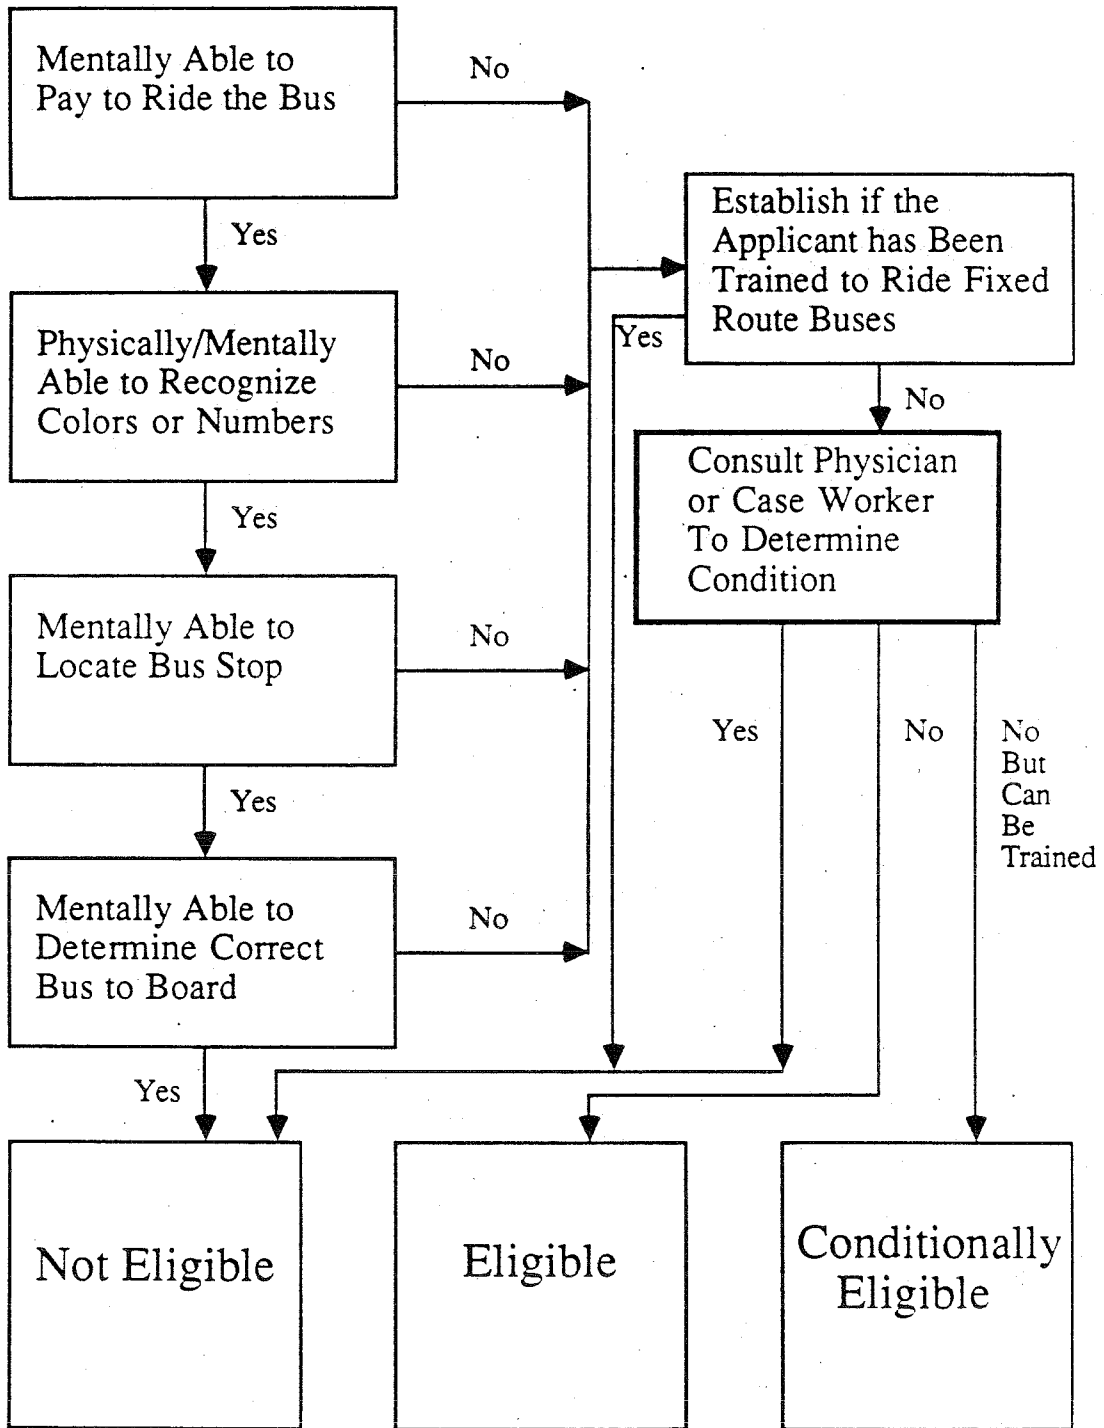 Mentally Able to
Pay to Ride the Bus
No
Yes
Establish if the
Applicant has Been
Trained to Ride Fixed
Route Buses
Yes
No
Physically/Mentally
Able to Recognize
Colors or Numbers
No
Yes
Consult Physician
or Case Worker
To Determine
Condition
Mentally Able to
Locate Bus Stop
No
Yes
Yes
No
No
But
Can
Be
Trained
Mentally Able to
Determine Correct
Bus to Board
No
Yes
Not Eligible
Eligible
Conditionally
Eligible